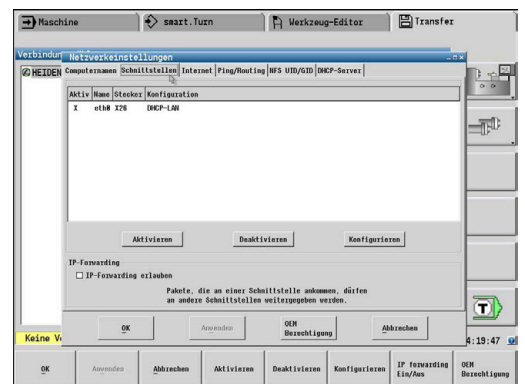 Maschine
smart.Turn
Werkzeug-Editor
Transfer
Netzwerkeinstellungen
HEIDEN
Computernamen Schnittstellen Internet Ping/Routing NFS UID/GID DHCP-Server
Aktiv Name Stecker Konfiguration
X eth0 X26 DHCP-LAN
Aktivieren Deaktivieren Konfigurieren
IP-Forwarding
IP-Forwarding erlauben
Pakete, die an einer Schnittstelle ankommen, dürfen
an andere Schnittstellen weitergegeben werden.
OK Anwenden OEM Berechtigung Abbrechen
Keine
4:19:47
OK Anwenden Abbrechen Aktivieren Deaktivieren Konfigurieren IP forwarding Ein/Aus OEM Berechtigung